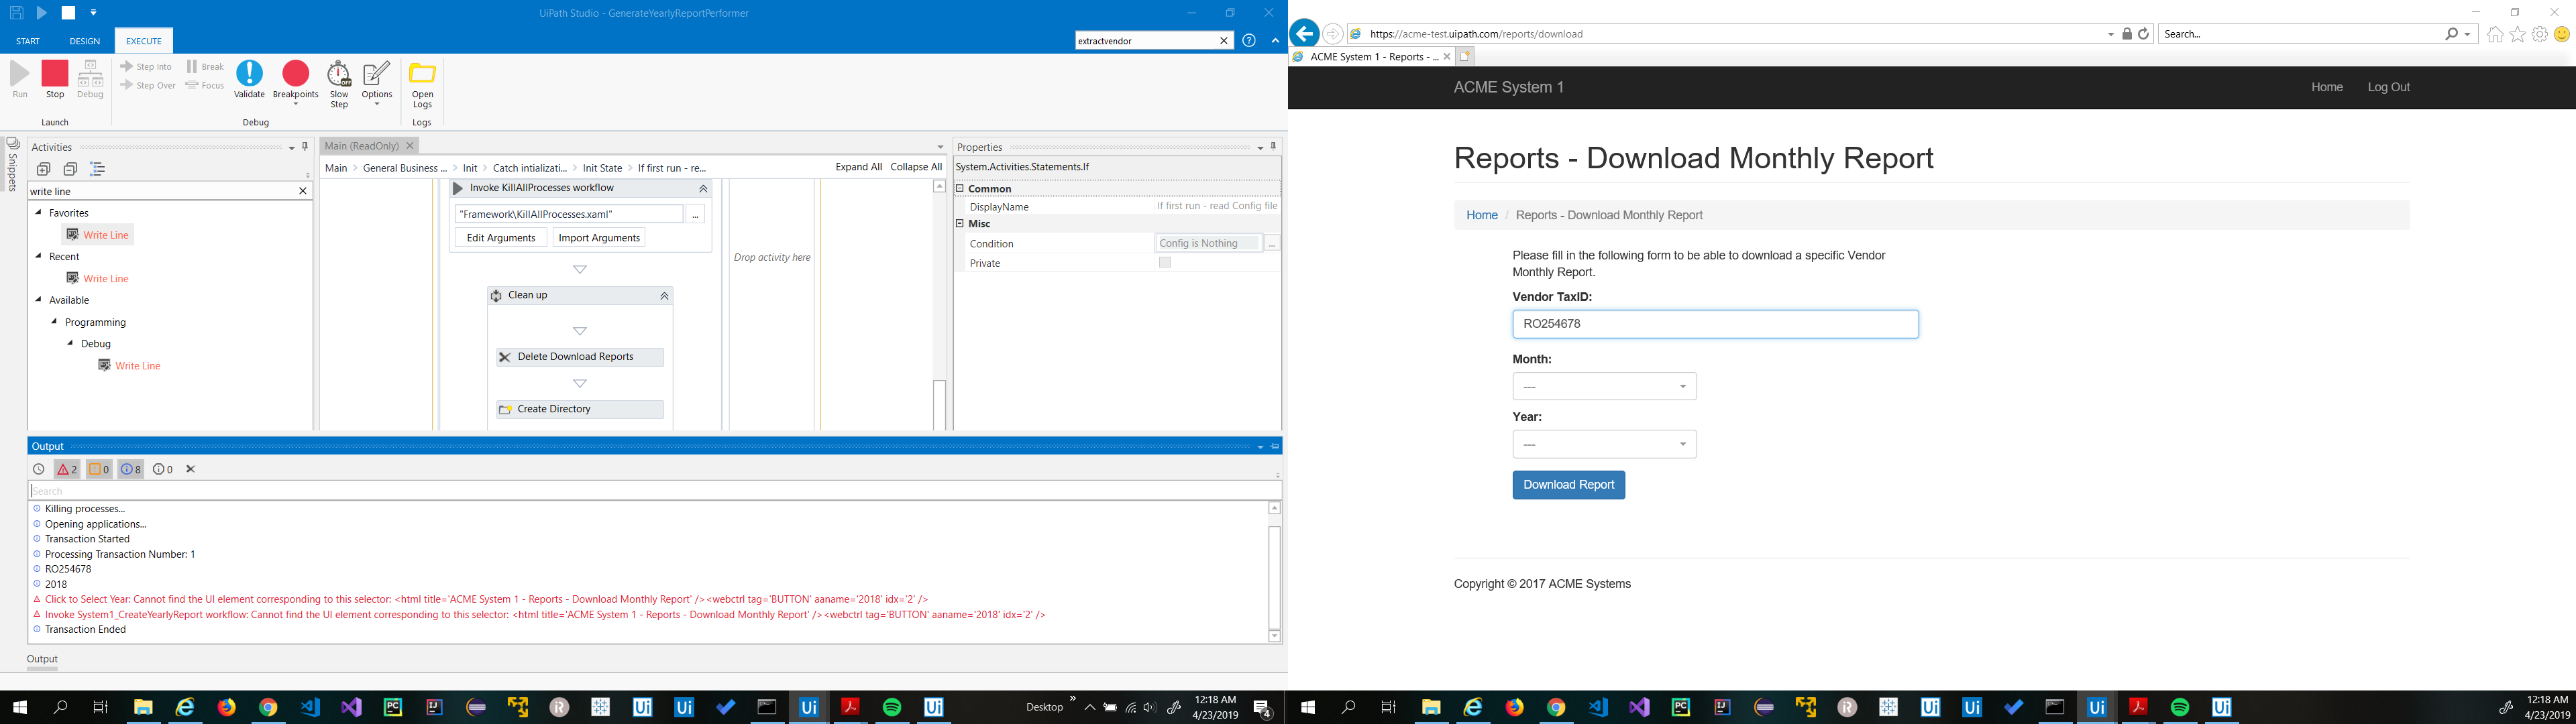 UiPath Studio - GenerateYearlyReportPerformer
START DESIGN EXECUTE
extractvendor
Run Stop Debug
Step Into Break
Step Over Focus
Validate Breakpoints Slow Step Options Open Logs
Launch Debug Logs
Snippets
Activities
write line
Favorites
Write Line
Recent
Write Line
Available
Programming
Debug
Write Line
Main (ReadOnly)
Main > General Business ... > Init > Catch intializati... > Init State > If first run - re...
Expand All Collapse All
Invoke KillAllProcesses workflow
"Framework\KillAllProcesses.xaml"
...
Edit Arguments Import Arguments
Drop activity here
Clean up
Delete Download Reports
Create Directory
Properties
System.Activities.Statements.If
Common
DisplayName If first run - read Config file
Misc
Condition Config is Nothing ...
Private
Output
2 0 8 0
Search
Killing processes...
Opening applications...
Transaction Started
Processing Transaction Number: 1
RO254678
2018
Click to Select Year: Cannot find the UI element corresponding to this selector: <html title='ACME System 1 - Reports - Download Monthly Report' /><webctrl tag='BUTTON' aaname='2018' idx='2' />
Invoke System1_CreateYearlyReport workflow: Cannot find the UI element corresponding to this selector: <html title='ACME System 1 - Reports - Download Monthly Report' /><webctrl tag='BUTTON' aaname='2018' idx='2' />
Transaction Ended
Output
Desktop
12:18 AM
4/23/2019
4
https://acme-test.uipath.com/reports/download
Search...
ACME System 1 - Reports - ...
ACME System 1
Home Log Out
Reports - Download Monthly Report
Home / Reports - Download Monthly Report
Please fill in the following form to be able to download a specific Vendor
Monthly Report.
Vendor TaxID:
RO254678
Month:
---
Year:
---
Download Report
Copyright © 2017 ACME Systems
12:18 AM
4/23/2019